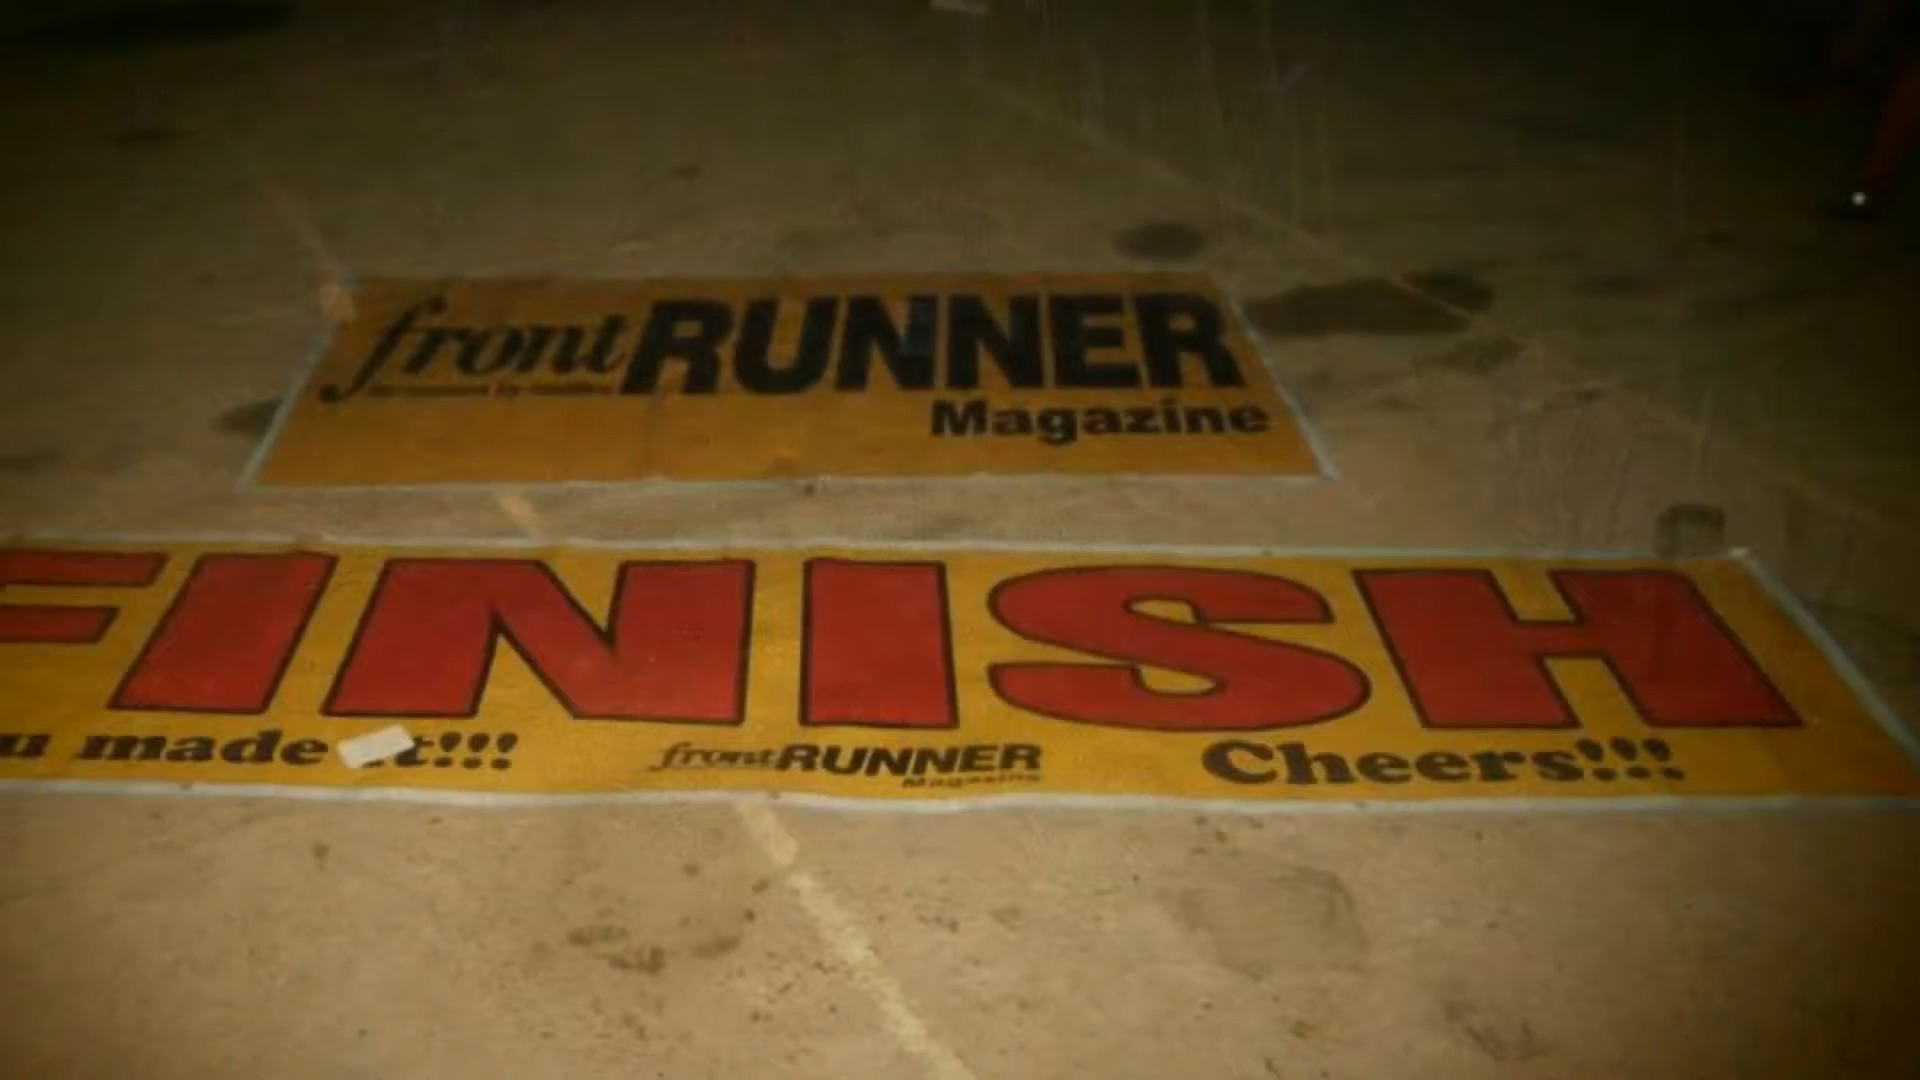 frontRUNNER
Magazine
FINISH
u made t!!!
frontRUNNER
Magazine
Cheers!!!